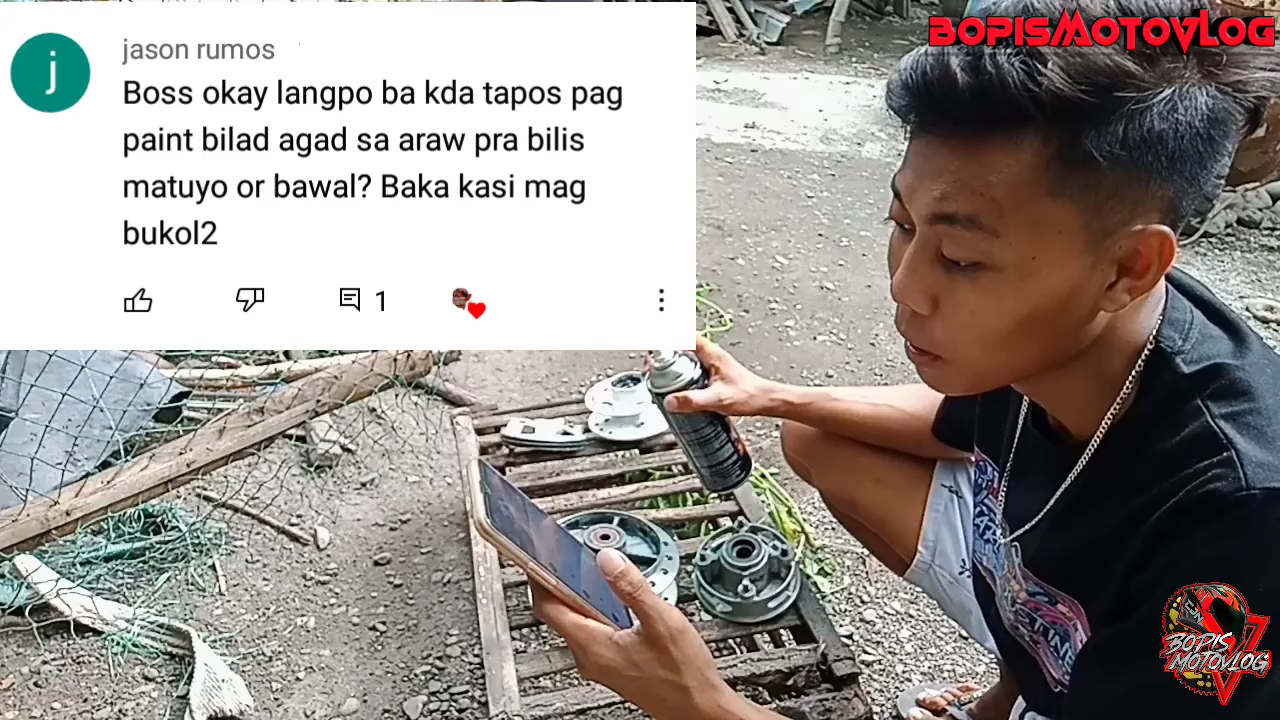 BOPISMOTOVLOG
j
jason rumos
Boss okay langpo ba kda tapos pag
paint bilad agad sa araw pra bilis
matuyo or bawal? Baka kasi mag
bukol2
1
BOPIS
MOTOVLOG